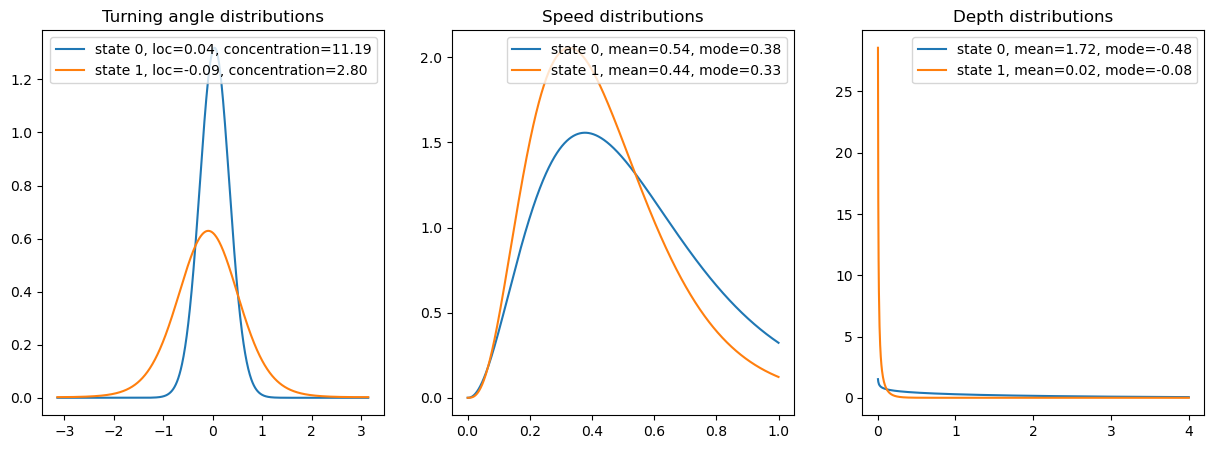 Turning angle distributions
state 0, loc=0.04, concentration=11.19
state 1, loc=-0.09, concentration=2.80
1.2
1.0
0.8
0.6
0.4
0.2
0.0
−3 −2 −1 0 1 2 3
Speed distributions
state 0, mean=0.54, mode=0.38
state 1, mean=0.44, mode=0.33
2.0
1.5
1.0
0.5
0.0
0.0 0.2 0.4 0.6 0.8 1.0
Depth distributions
state 0, mean=1.72, mode=-0.48
state 1, mean=0.02, mode=-0.08
25
20
15
10
5
0
0 1 2 3 4